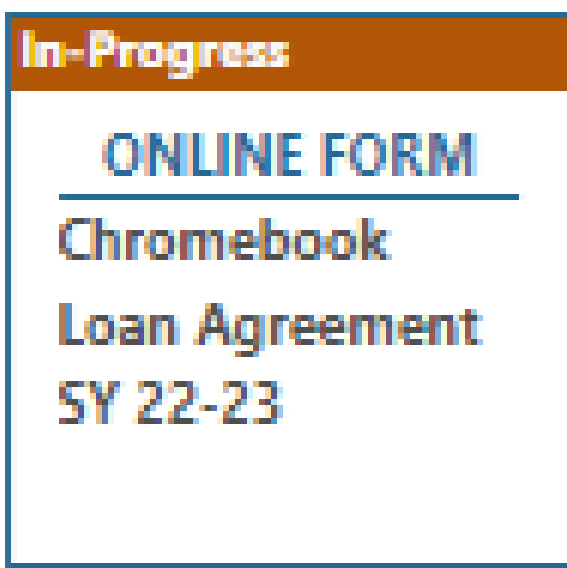 In-Progress
ONLINE FORM
Chromebook
Loan Agreement
SY 22-23